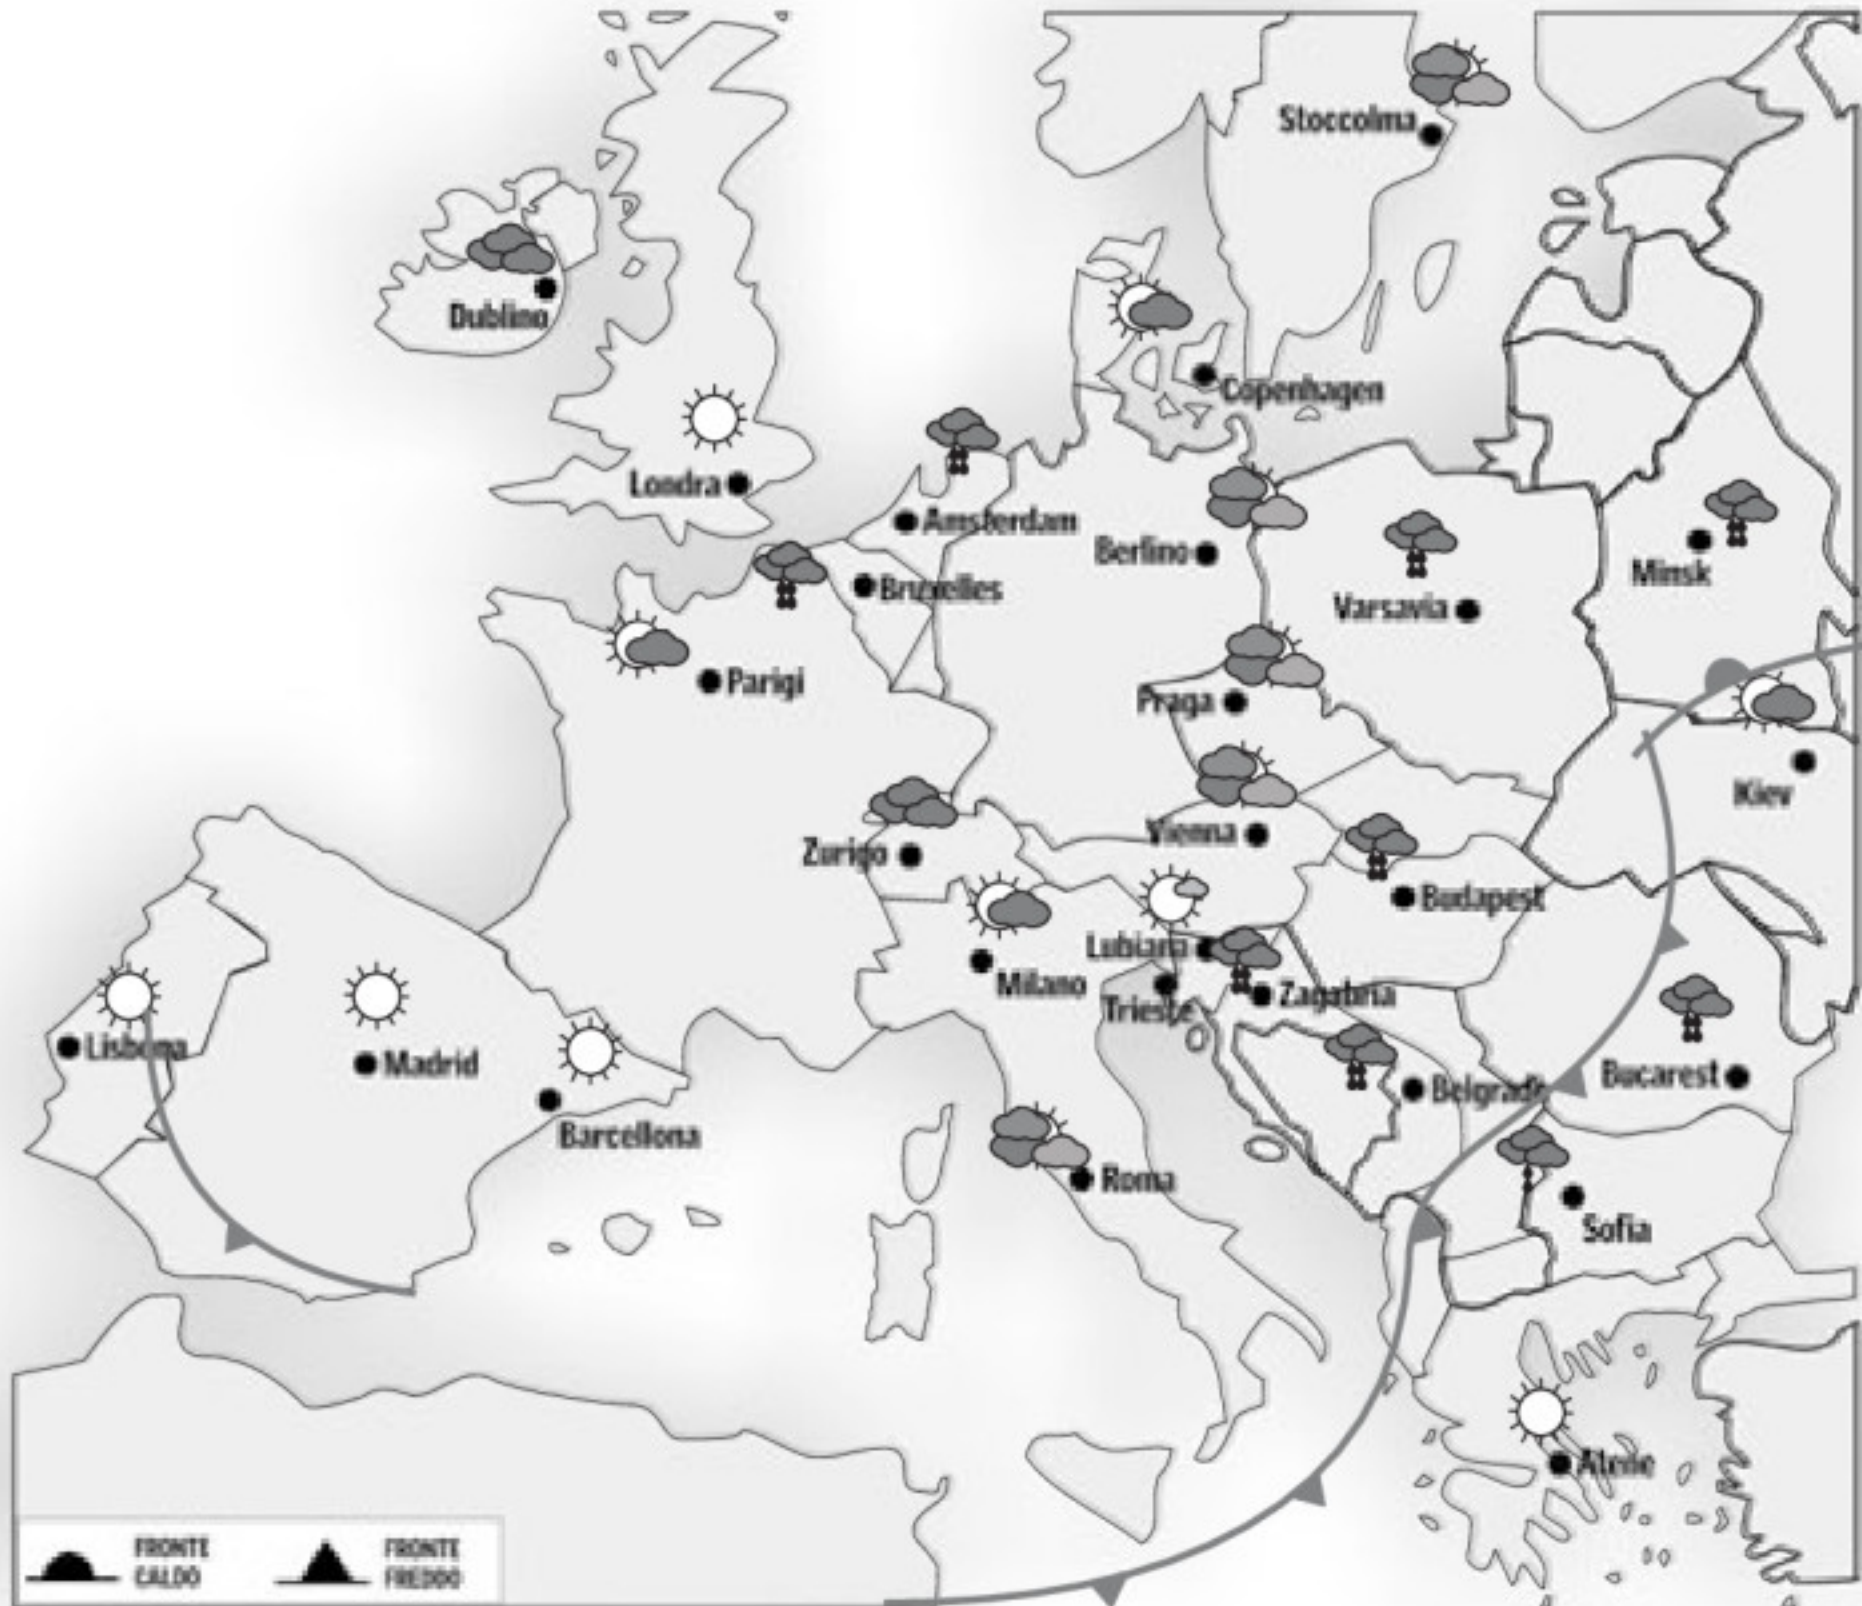 Stoccolma
Dublino
Copenhagen
Londra
Amsterdam
Berlino
Minsk
Bruxelles
Varsavia
Parigi
Praga
Kiev
Vienna
Zurigo
Budapest
Lubiana
Milano
Trieste
Zagabria
Lisbona
Madrid
Belgrado
Bucarest
Barcellona
Roma
Sofia
Atene
FRONTE
CALDO
FRONTE
FREDDO